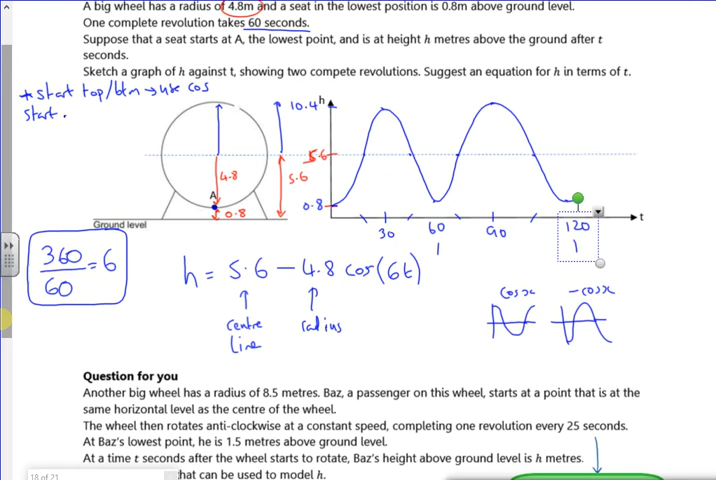 A big wheel has a radius of 4.8m and a seat in the lowest position is 0.8m above ground level.
One complete revolution takes 60 seconds.
Suppose that a seat starts at A, the lowest point, and is at height h metres above the ground after t
seconds.
Sketch a graph of h against t, showing two compete revolutions. Suggest an equation for h in terms of t.
* start top/btm → use cos
start.
10.4
h
5.6
4.8
5.6
A
0.8
0.8
Ground level
t
30
60
90
120
1
1
360/60 = 6
h = 5.6 - 4.8 cos(6t)
↑ ↑
centre radius
line
cos x
-cos x
Question for you
Another big wheel has a radius of 8.5 metres. Baz, a passenger on this wheel, starts at a point that is at the
same horizontal level as the centre of the wheel.
The wheel then rotates anti-clockwise at a constant speed, completing one revolution every 25 seconds.
At Baz's lowest point, he is 1.5 metres above ground level.
At a time t seconds after the wheel starts to rotate, Baz's height above ground level is h metres.
18 of 21
that can be used to model h.